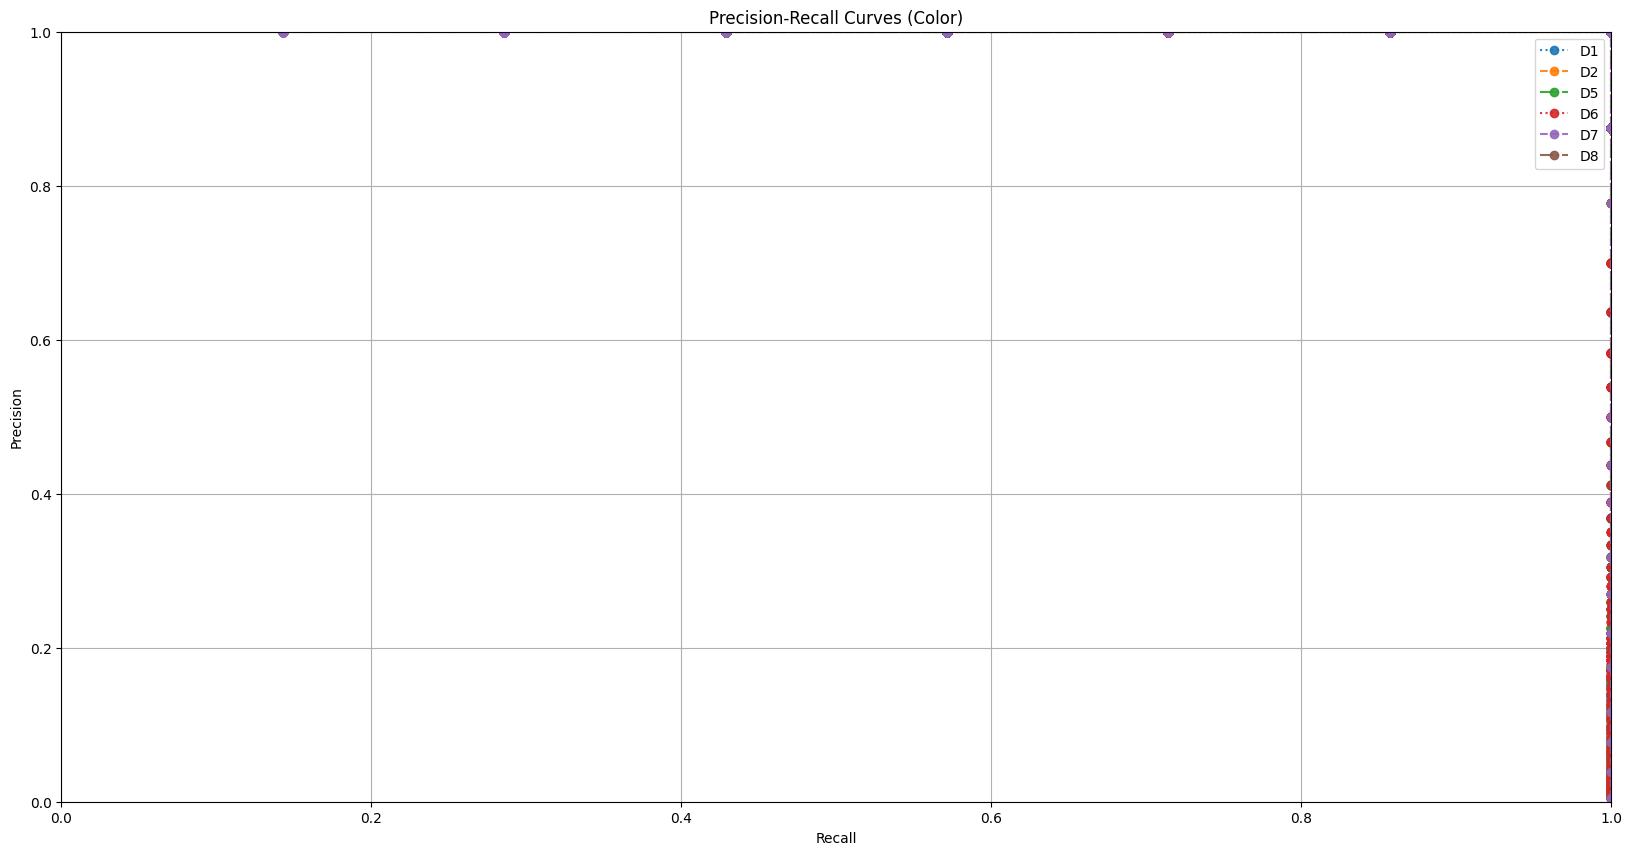 Precision-Recall Curves (Color)
1.0
0.8
0.6
0.4
0.2
0.0
Precision
D1
D2
D5
D6
D7
D8
0.0 0.2 0.4 0.6 0.8 1.0
Recall